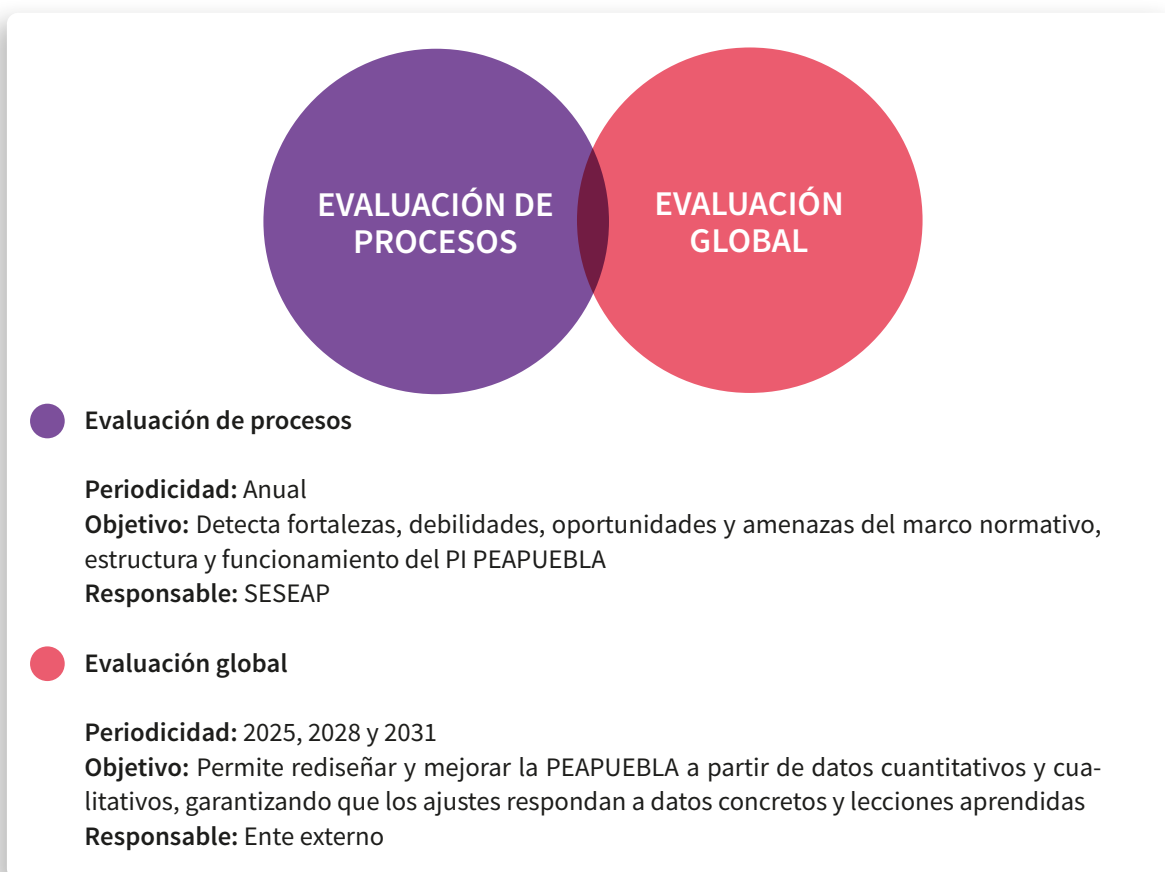 EVALUACIÓN DE
PROCESOS
EVALUACIÓN
GLOBAL
Evaluación de procesos
Periodicidad: Anual
Objetivo: Detecta fortalezas, debilidades, oportunidades y amenazas del marco normativo,
estructura y funcionamiento del PI PEAPUEBLA
Responsable: SESEAP
Evaluación global
Periodicidad: 2025, 2028 y 2031
Objetivo: Permite rediseñar y mejorar la PEAPUEBLA a partir de datos cuantitativos y cua-
litativos, garantizando que los ajustes respondan a datos concretos y lecciones aprendidas
Responsable: Ente externo